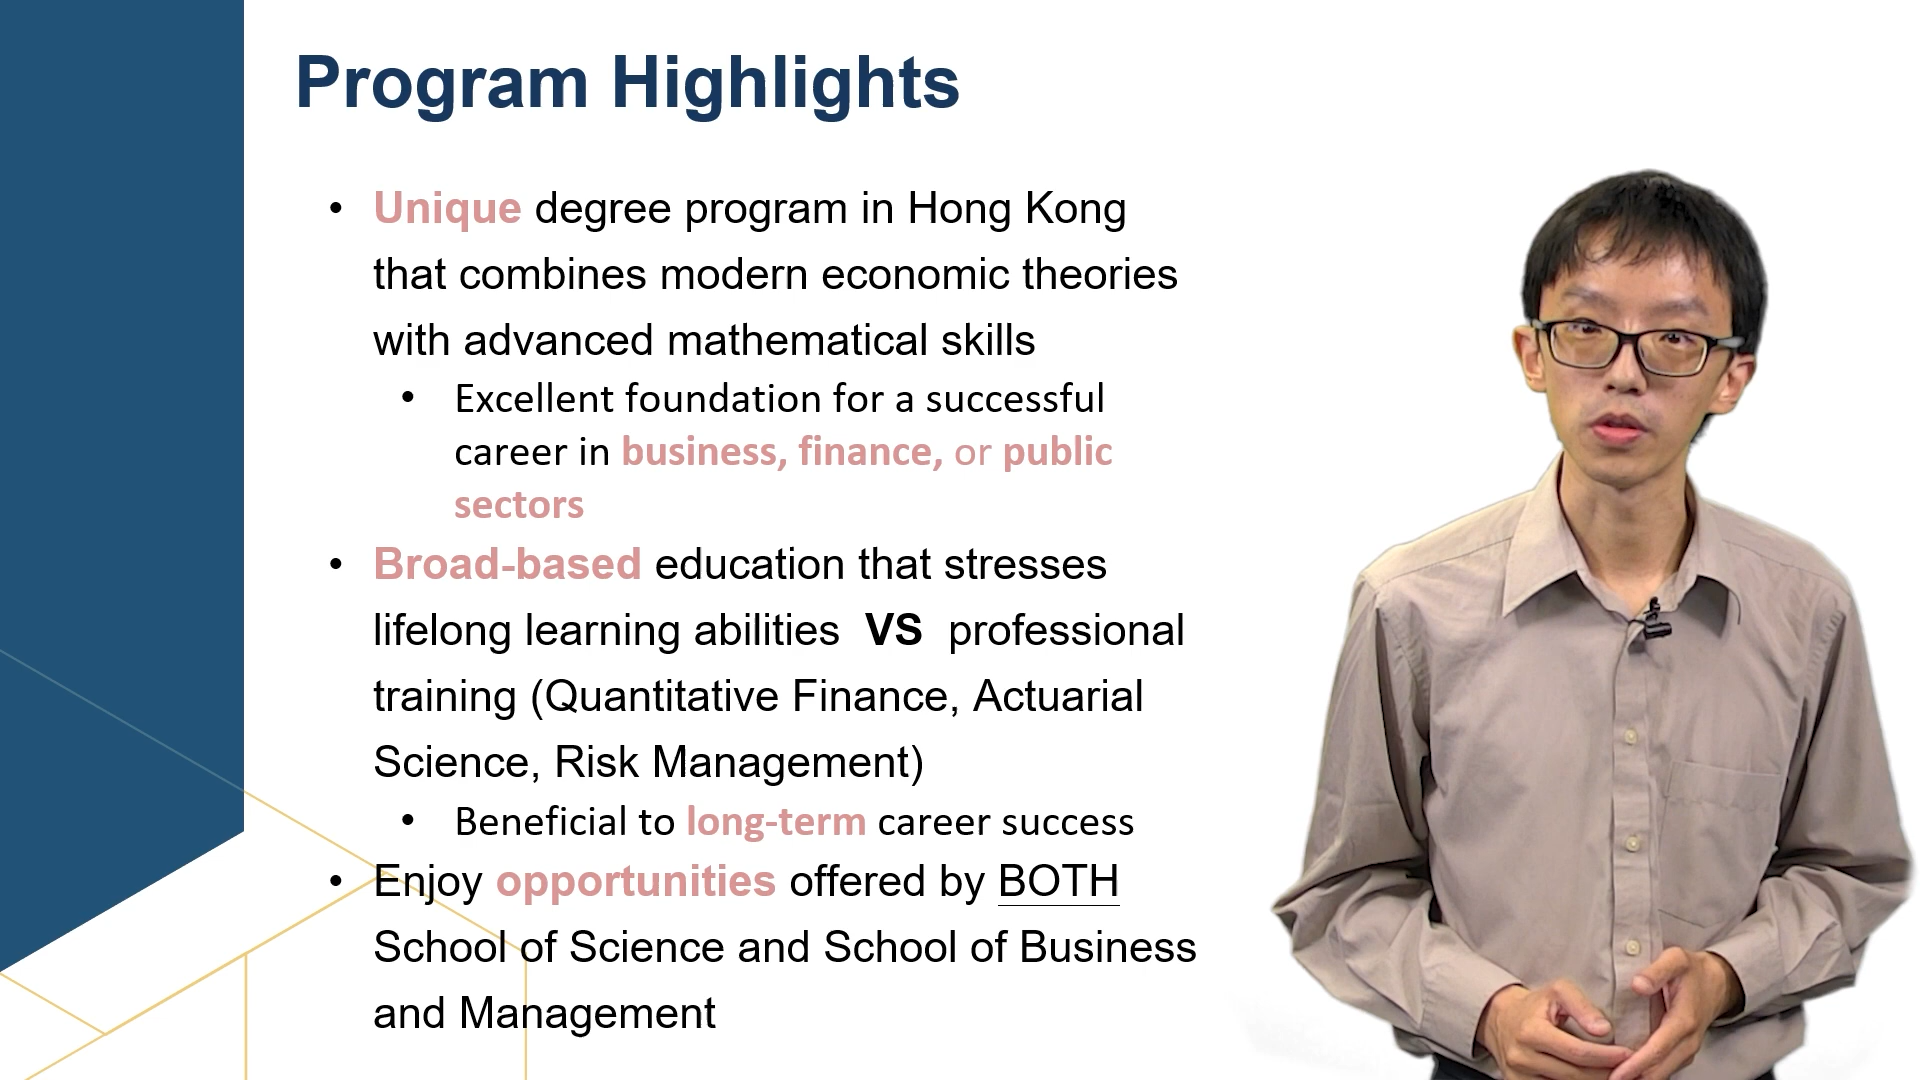 Program Highlights
• Unique degree program in Hong Kong
that combines modern economic theories
with advanced mathematical skills
• Excellent foundation for a successful
career in business, finance, or public
sectors
• Broad-based education that stresses
lifelong learning abilities VS professional
training (Quantitative Finance, Actuarial
Science, Risk Management)
• Beneficial to long-term career success
• Enjoy opportunities offered by BOTH
School of Science and School of Business
and Management